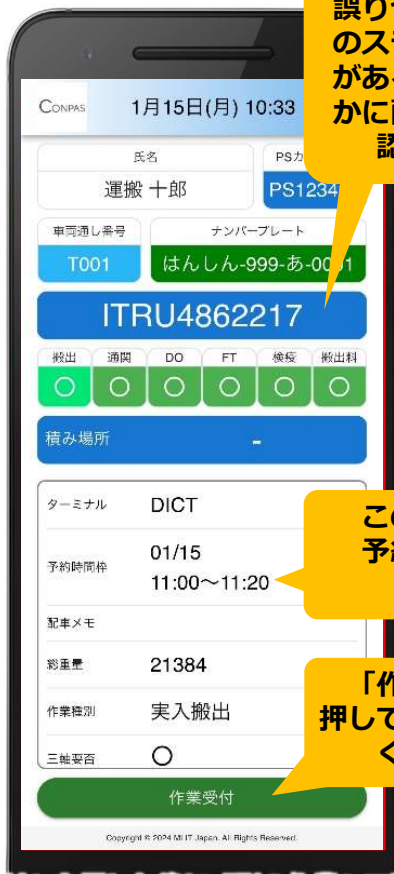 誤り
のステ
がある
かに
認
CONPAS
1月15日(月) 10:33
氏名
運搬 十郎
PSカ
PS1234
車両通し番号
T001
ナンバープレート
はんしん-999-あ-0001
ITRU4862217
搬出 通関 DO FT 検疫 搬出料
○ ○ ○ ○ ○ ○
積み場所 -
ターミナル DICT
予約時間枠 01/15
11:00～11:20
配車メモ
総重量 21384
作業種別 実入搬出
三軸要否 ○
作業受付
Copyright © 2024 MLIT Japan. All Rights Reserved.
この
予約
「作
押して
く